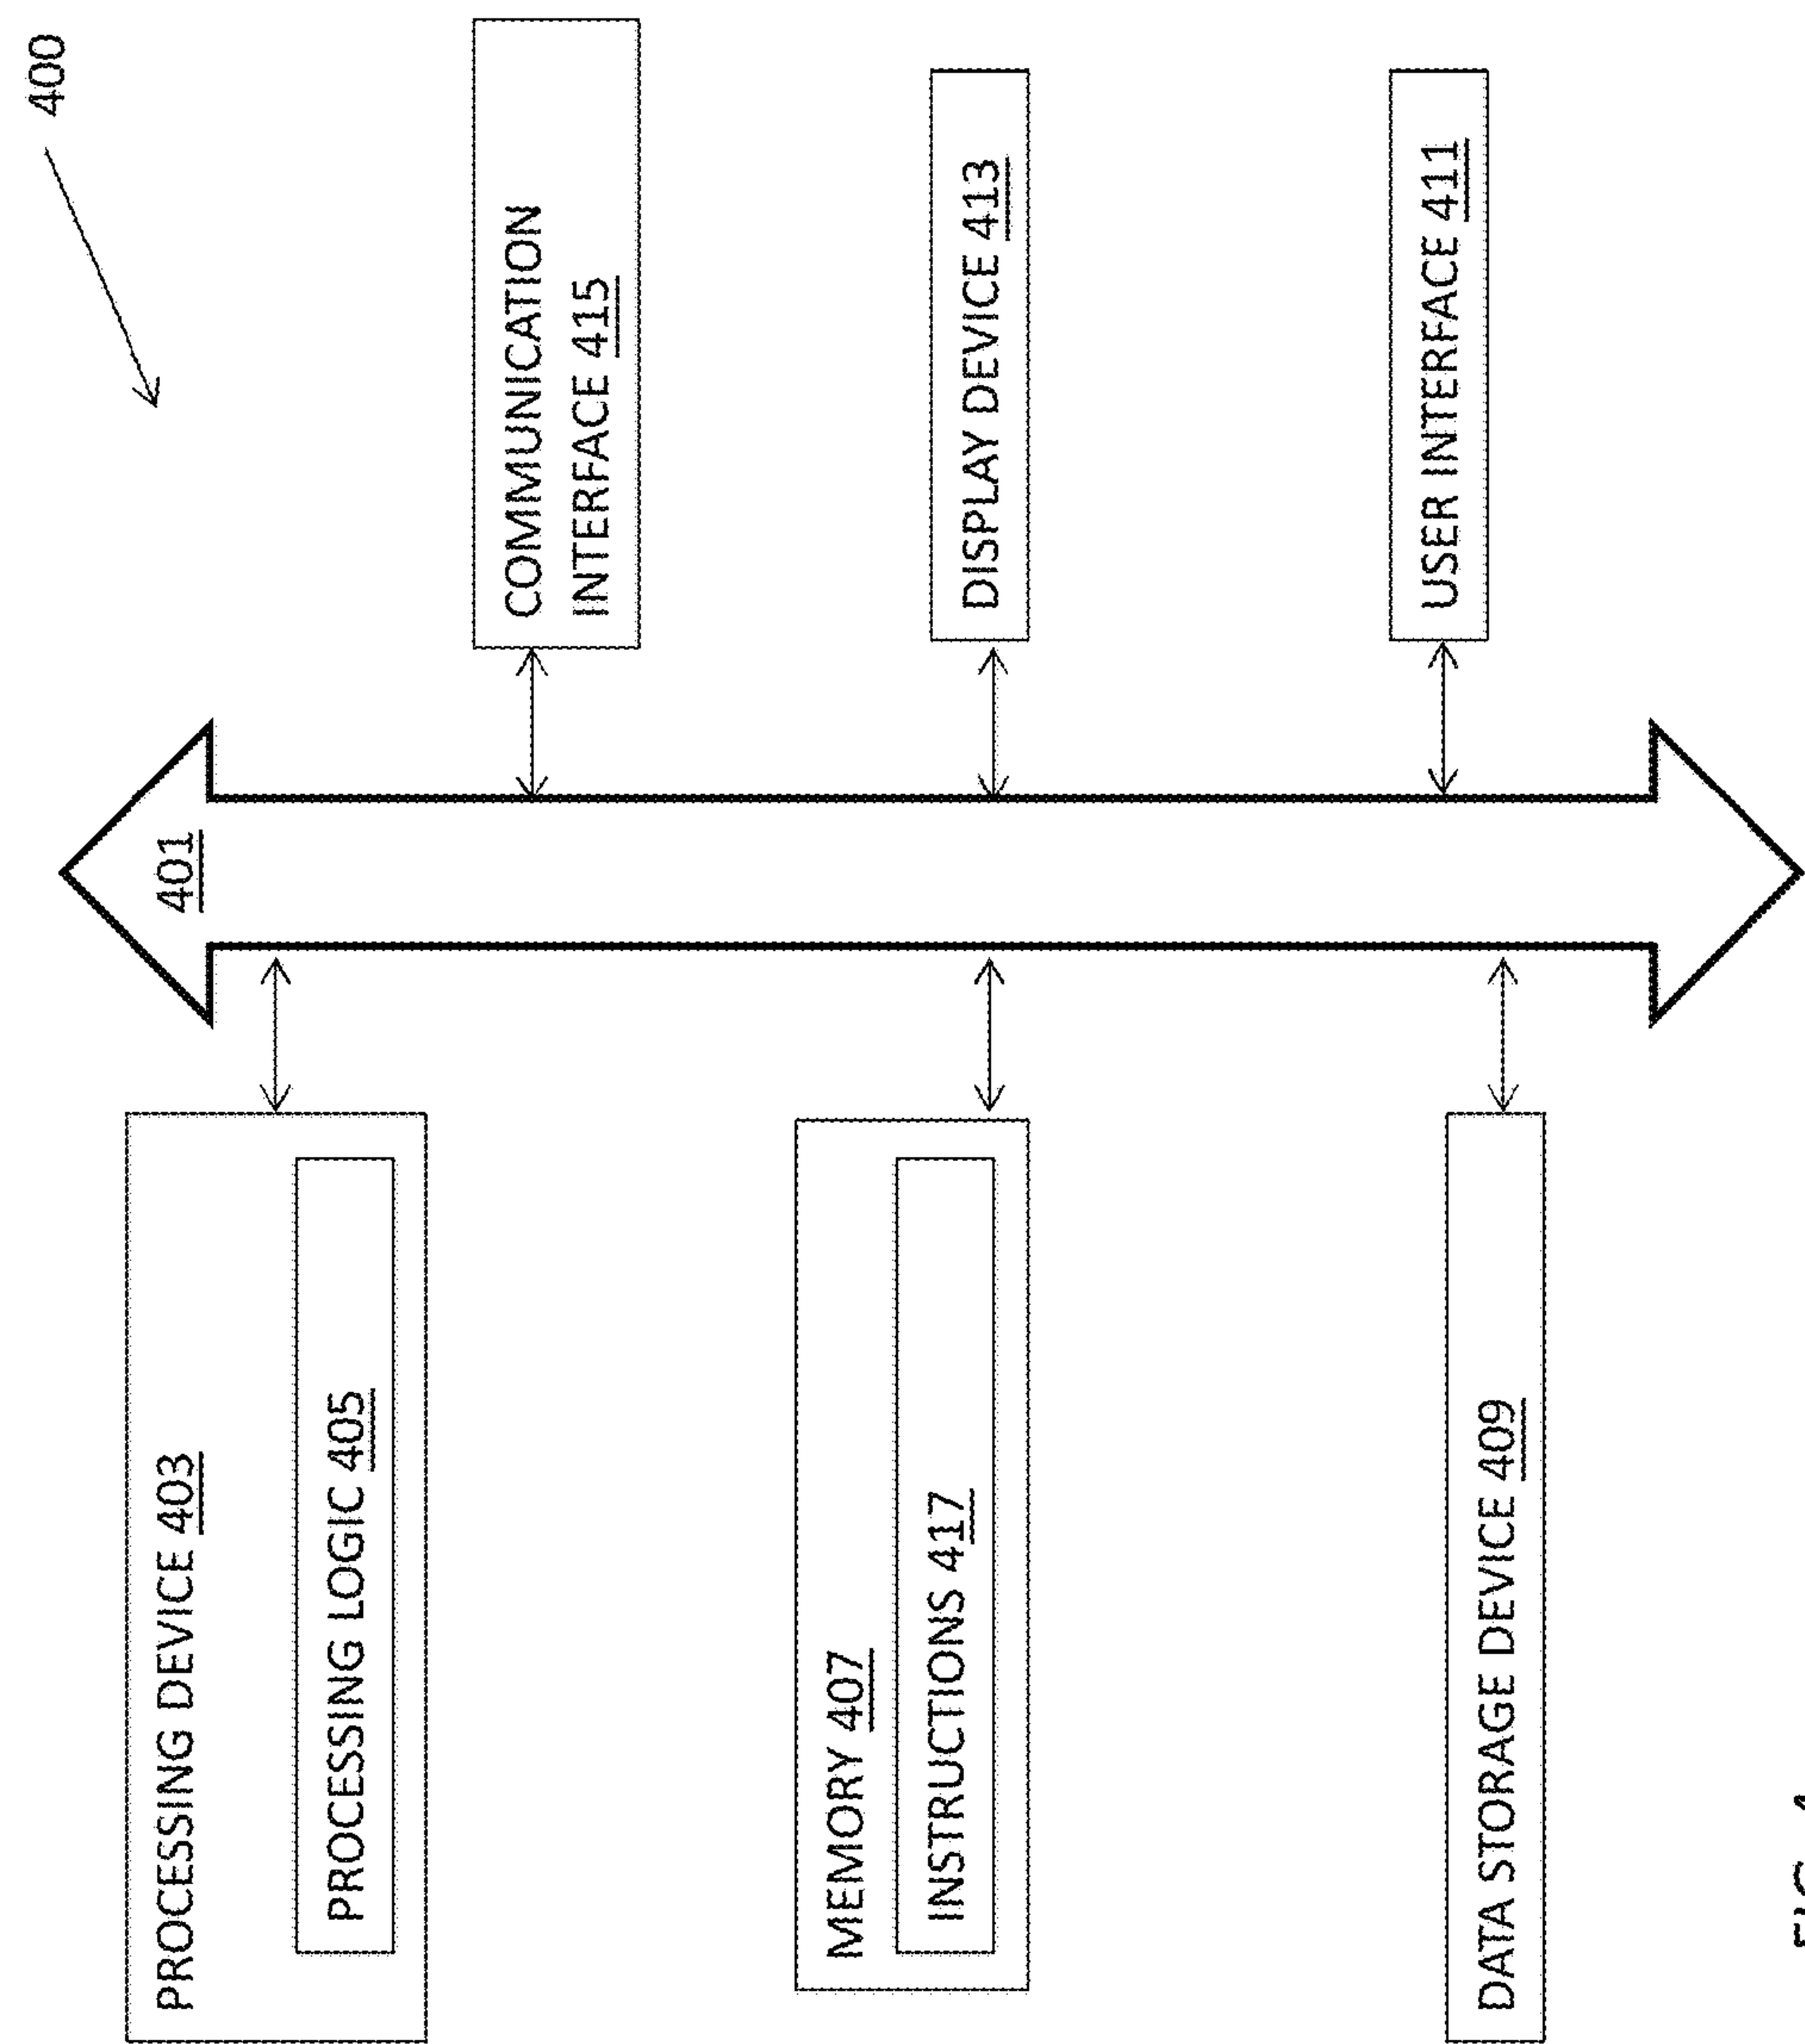 400
401
PROCESSING DEVICE 403
PROCESSING LOGIC 405
COMMUNICATION
INTERFACE 415
MEMORY 407
INSTRUCTIONS 417
DISPLAY DEVICE 413
DATA STORAGE DEVICE 409
USER INTERFACE 411